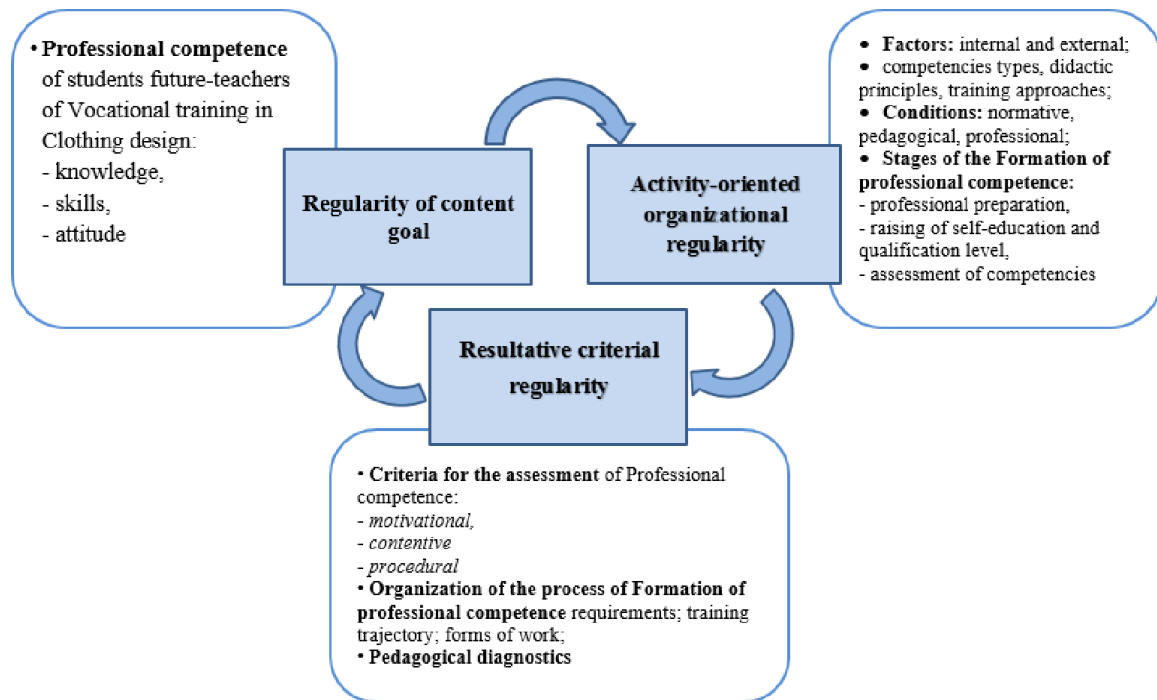 • Professional competence
of students future-teachers
of Vocational training in
Clothing design:
- knowledge,
- skills,
- attitude
Regularity of content
goal
Activity-oriented
organizational
regularity
• Factors: internal and external;
• competencies types, didactic
principles, training approaches;
• Conditions: normative,
pedagogical, professional;
• Stages of the Formation of
professional competence:
- professional preparation,
- raising of self-education and
qualification level,
- assessment of competencies
Resultative criterial
regularity
• Criteria for the assessment of Professional
competence:
- motivational,
- contentive
- procedural
• Organization of the process of Formation of
professional competence requirements; training
trajectory; forms of work;
• Pedagogical diagnostics